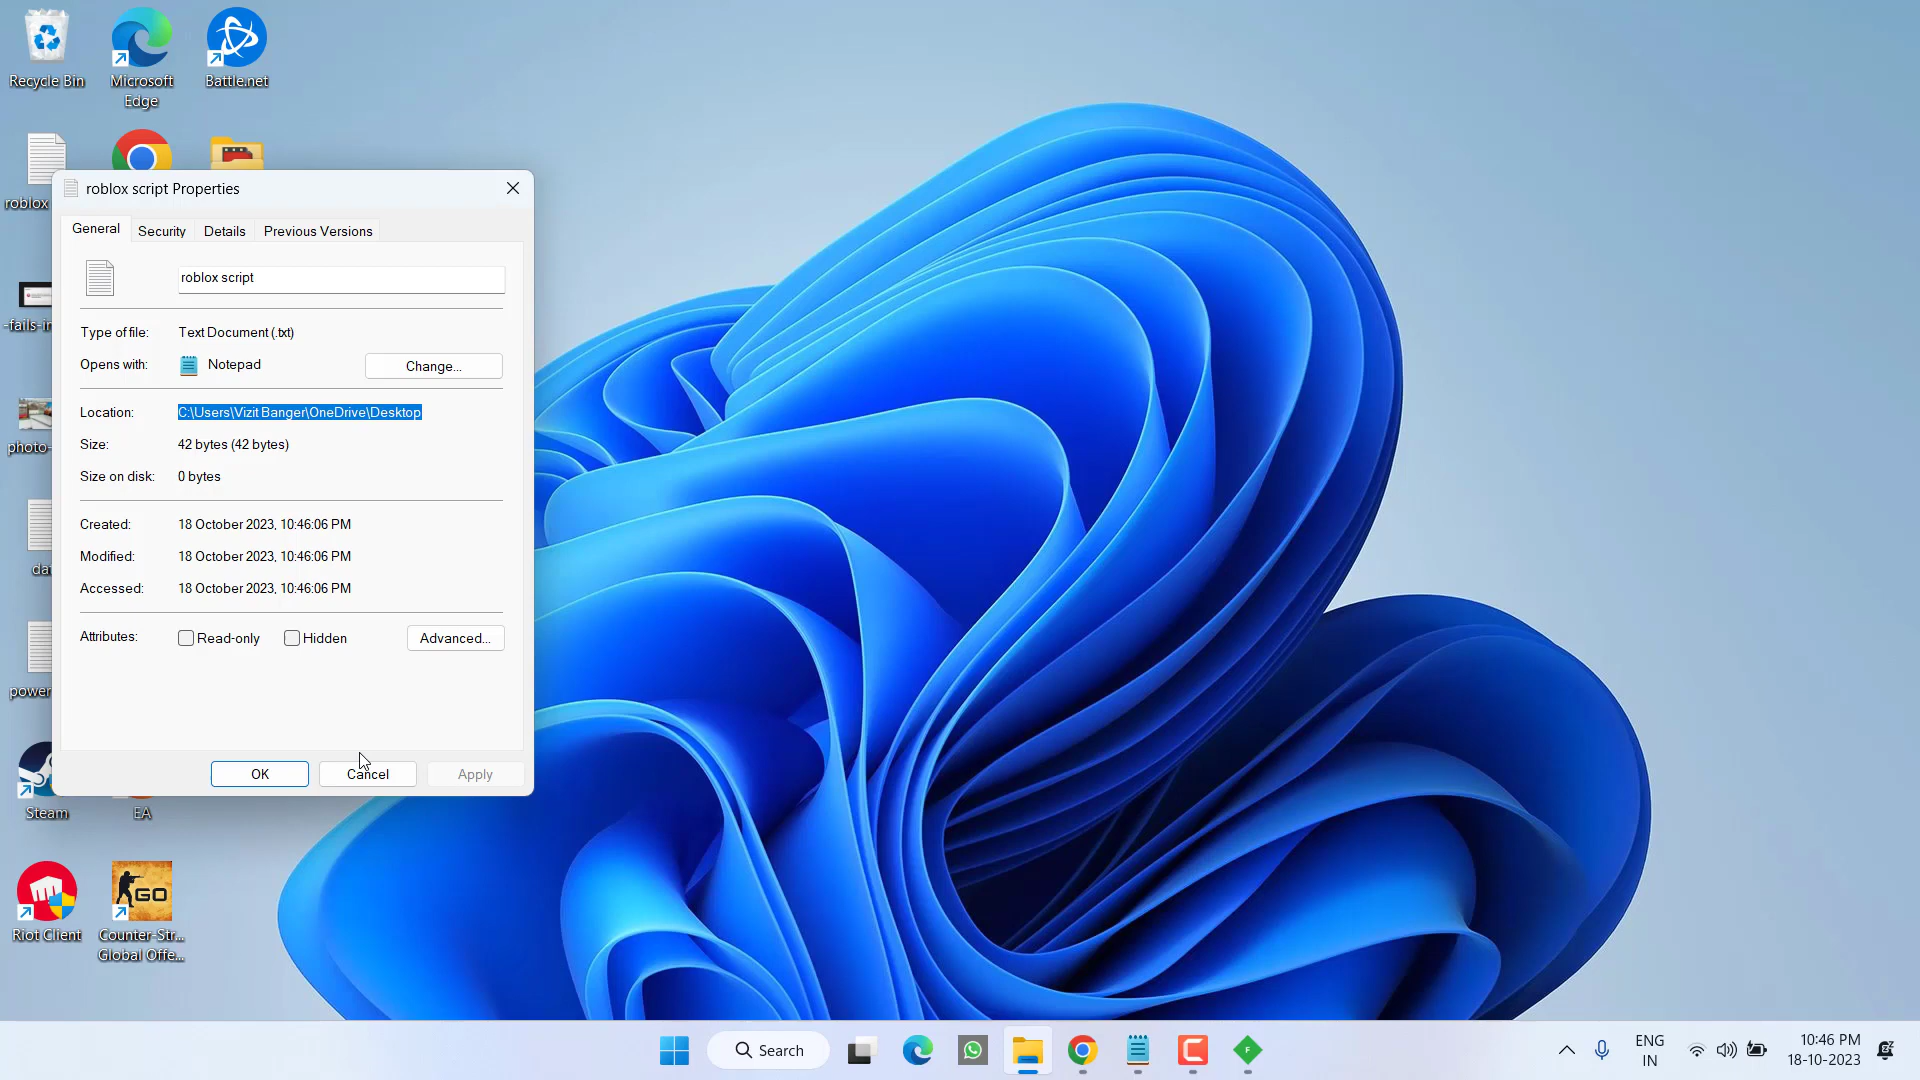 Recycle Bin
Microsoft
Edge
Battle.net
roblox
roblox script Properties
General
Security
Details
Previous Versions
roblox script
Type of file:
Text Document (.txt)
Opens with:
Notepad
Change...
Location:
C:\Users\Vizit Banger\OneDrive\Desktop
Size:
42 bytes (42 bytes)
Size on disk:
0 bytes
Created:
18 October 2023, 10:46:06 PM
Modified:
18 October 2023, 10:46:06 PM
Accessed:
18 October 2023, 10:46:06 PM
Attributes:
Read-only
Hidden
Advanced...
OK
Cancel
Apply
-fails-in
photo-
dat
power
Steam
EA
Riot Client
GO
Counter-Str...
Global Offe...
Search
ENG
IN
10:46 PM
18-10-2023